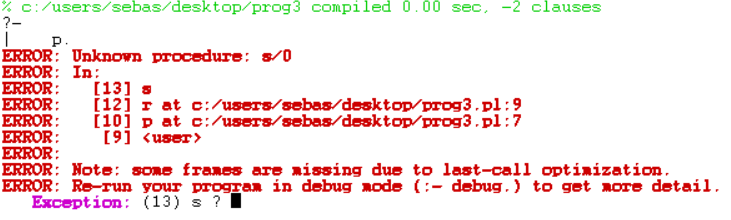 % c:/users/sebas/desktop/prog3 compiled 0.00 sec, -2 clauses
?-
|    p.
ERROR: Unknown procedure: s/0
ERROR: In:
ERROR:   [13] s
ERROR:   [12] r at c:/users/sebas/desktop/prog3.pl:9
ERROR:   [10] p at c:/users/sebas/desktop/prog3.pl:7
ERROR:    [9] <user>
ERROR:
ERROR: Note: some frames are missing due to last-call optimization.
ERROR: Re-run your program in debug mode (:- debug.) to get more detail.
   Exception: (13) s ?